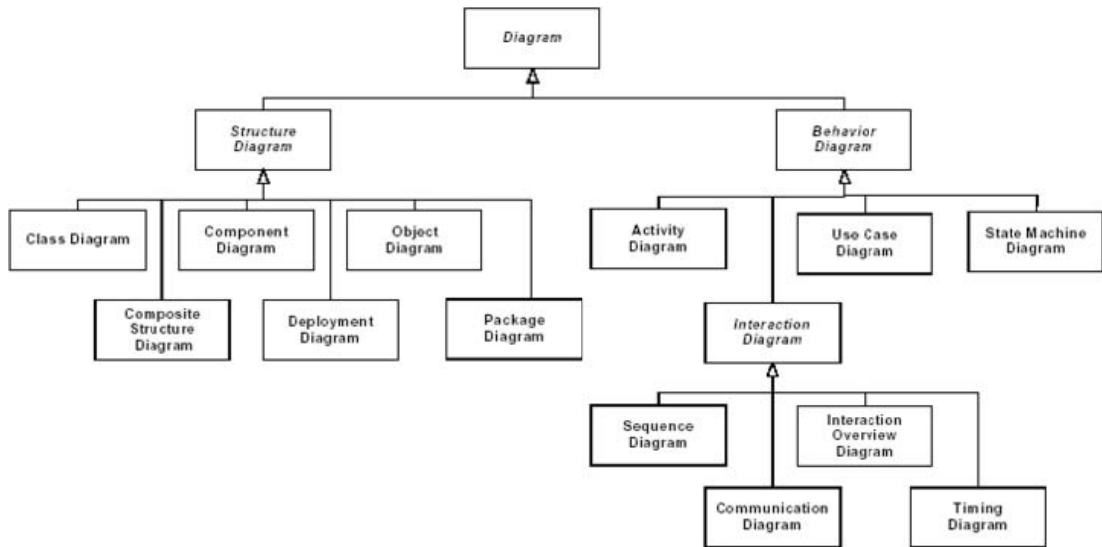 Diagram
Structure
Diagram
Behavior
Diagram
Class Diagram
Component
Diagram
Object
Diagram
Activity
Diagram
Use Case
Diagram
State Machine
Diagram
Composite
Structure
Diagram
Deployment
Diagram
Package
Diagram
Interaction
Diagram
Sequence
Diagram
Interaction
Overview
Diagram
Communication
Diagram
Timing
Diagram